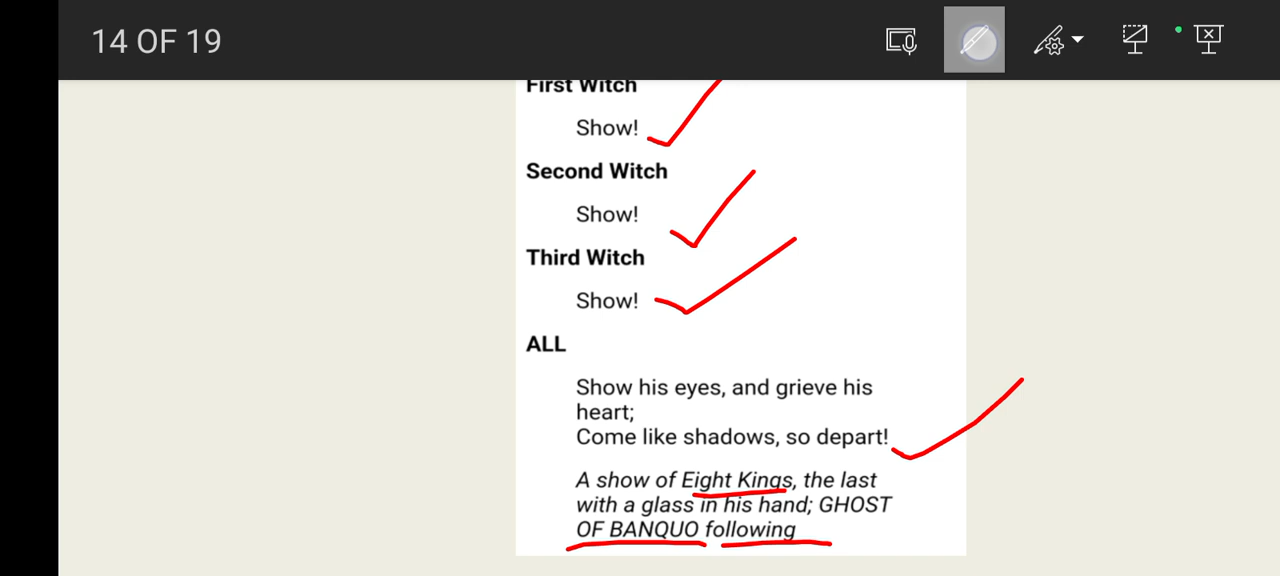 14 OF 19
First Witch
Show!
Second Witch
Show!
Third Witch
Show!
ALL
Show his eyes, and grieve his
heart;
Come like shadows, so depart!
A show of Eight Kings, the last
with a glass in his hand; GHOST
OF BANQUO following